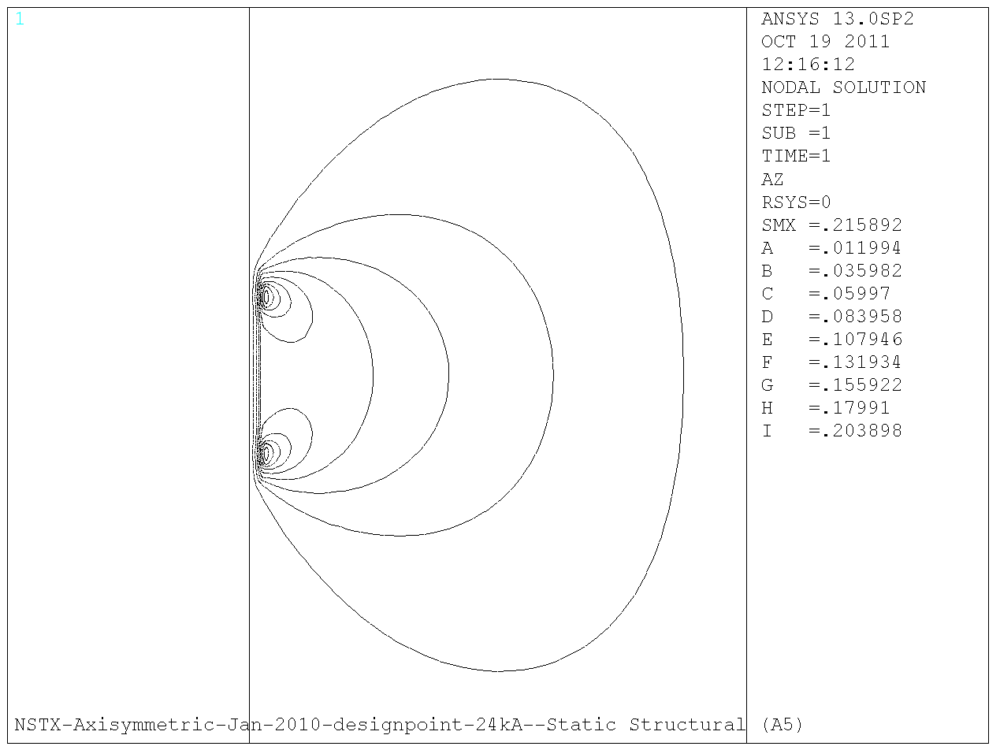 1
ANSYS 13.0SP2
OCT 19 2011
12:16:12
NODAL SOLUTION
STEP=1
SUB =1
TIME=1
AZ
RSYS=0
SMX =.215892
A   =.011994
B   =.035982
C   =.05997
D   =.083958
E   =.107946
F   =.131934
G   =.155922
H   =.17991
I   =.203898
NSTX-Axisymmetric-Jan-2010-designpoint-24kA--Static Structural (A5)